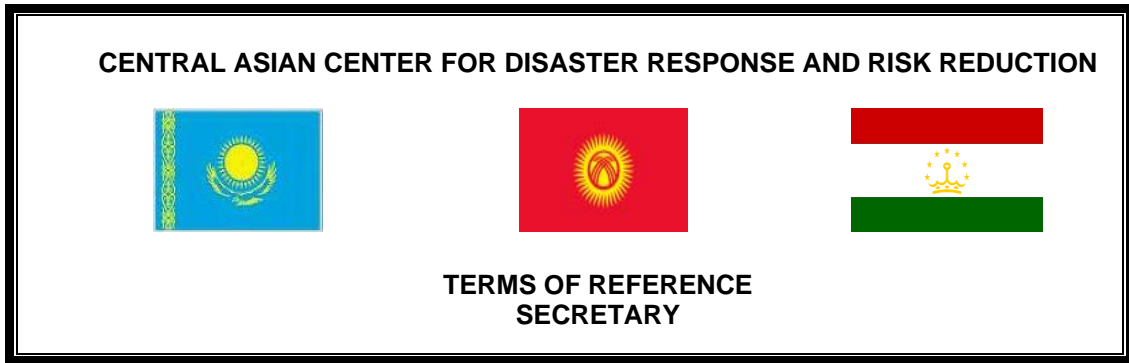 CENTRAL ASIAN CENTER FOR DISASTER RESPONSE AND RISK REDUCTION
TERMS OF REFERENCE
SECRETARY